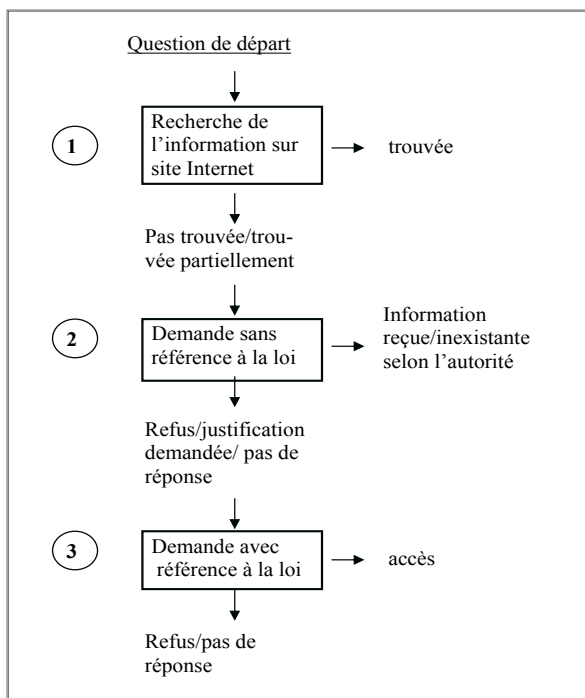 Question de départ
1
Recherche de
l'information sur
site Internet
trouvée
Pas trouvée/trou-
vée partiellement
2
Demande sans
référence à la loi
Information
reçue/inexistante
selon l'autorité
Refus/justification
demandée/ pas de
réponse
3
Demande avec
référence à la loi
accès
Refus/pas de
réponse